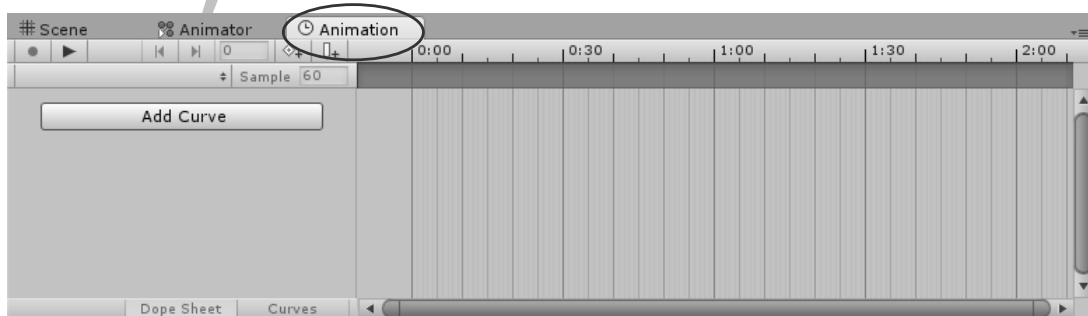 Scene Animator Animation
0 0:00 0:30 1:00 1:30 2:00
Sample 60
Add Curve
Dope Sheet Curves